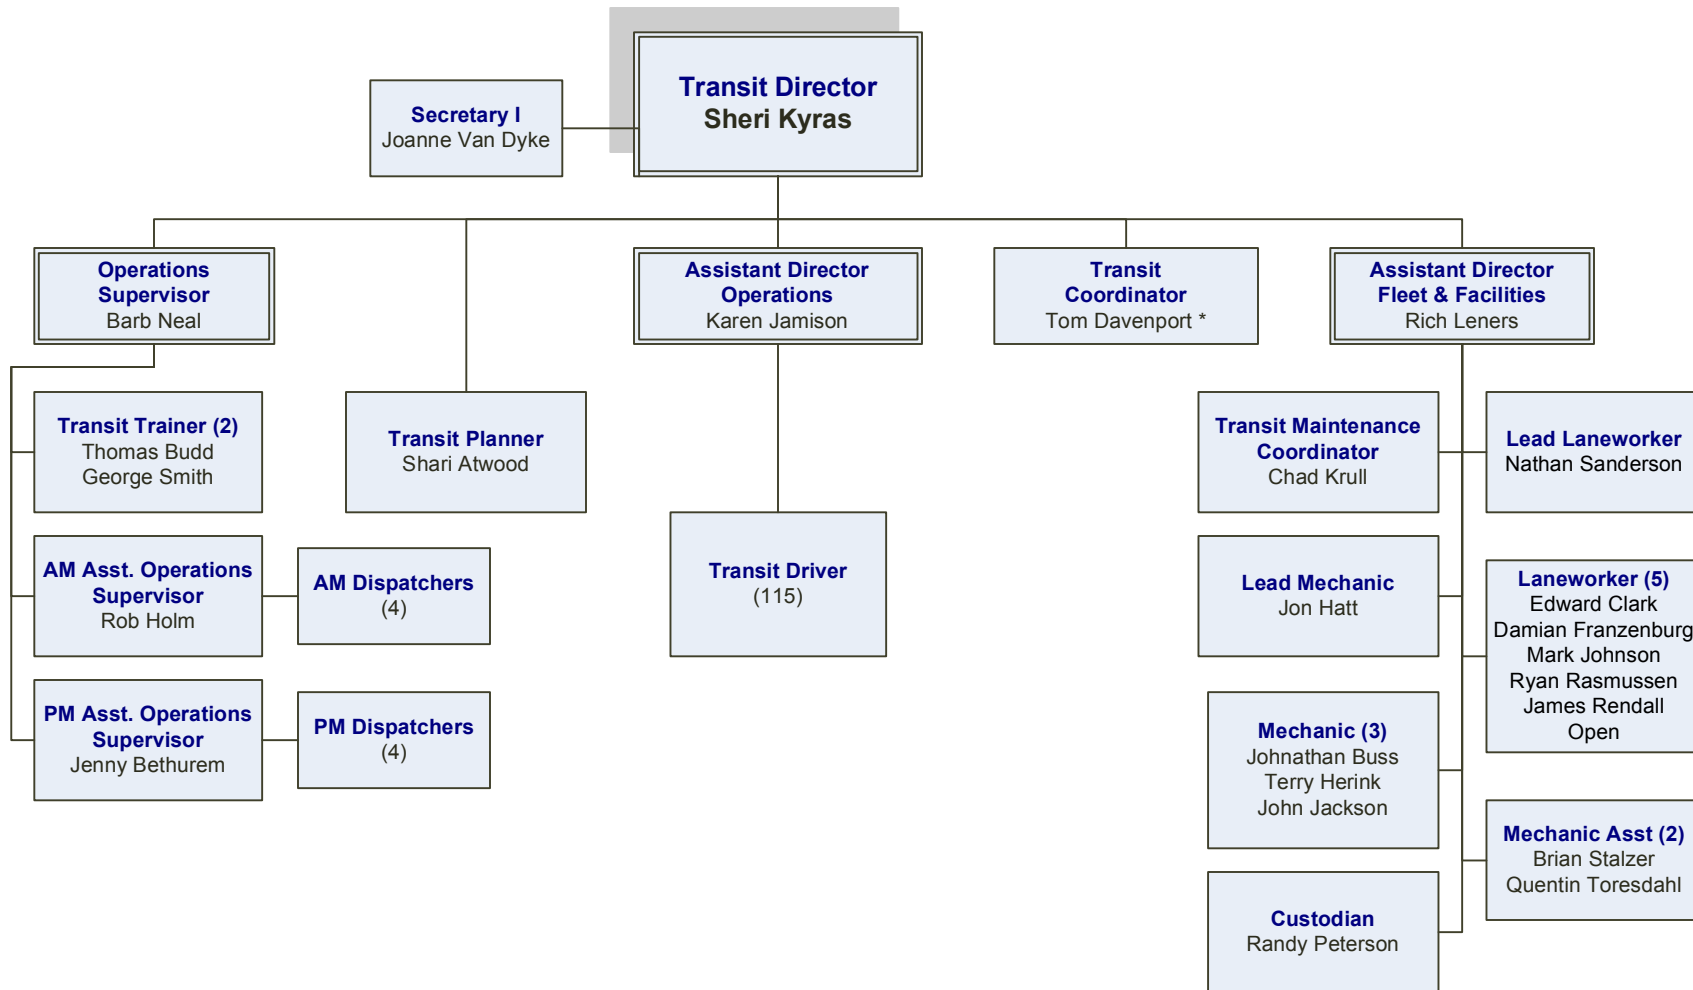 Transit Director
Sheri Kyras
Secretary I
Joanne Van Dyke
Operations
Supervisor
Barb Neal
Assistant Director
Operations
Karen Jamison
Transit
Coordinator
Tom Davenport *
Assistant Director
Fleet & Facilities
Rich Leners
Transit Trainer (2)
Thomas Budd
George Smith
Transit Planner
Shari Atwood
Transit Maintenance
Coordinator
Chad Krull
Lead Laneworker
Nathan Sanderson
AM Asst. Operations
Supervisor
Rob Holm
AM Dispatchers
(4)
Transit Driver
(115)
Lead Mechanic
Jon Hatt
Laneworker (5)
Edward Clark
Damian Franzenburg
Mark Johnson
Ryan Rasmussen
James Rendall
Open
PM Asst. Operations
Supervisor
Jenny Bethurem
PM Dispatchers
(4)
Mechanic (3)
Johnathan Buss
Terry Herink
John Jackson
Mechanic Asst (2)
Brian Stalzer
Quentin Toresdahl
Custodian
Randy Peterson